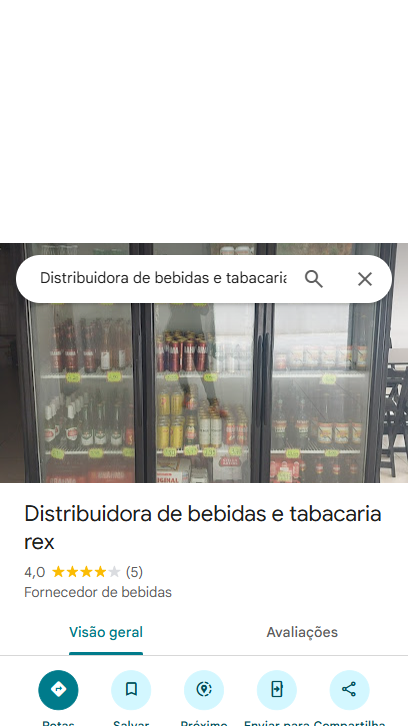 Distribuidora de bebidas e tabacaria
Distribuidora de bebidas e tabacaria
rex
4,0 (5)
Fornecedor de bebidas
Visão geral
Avaliações
Rotas
Salvar
Próximo
Enviar para
Compartilha